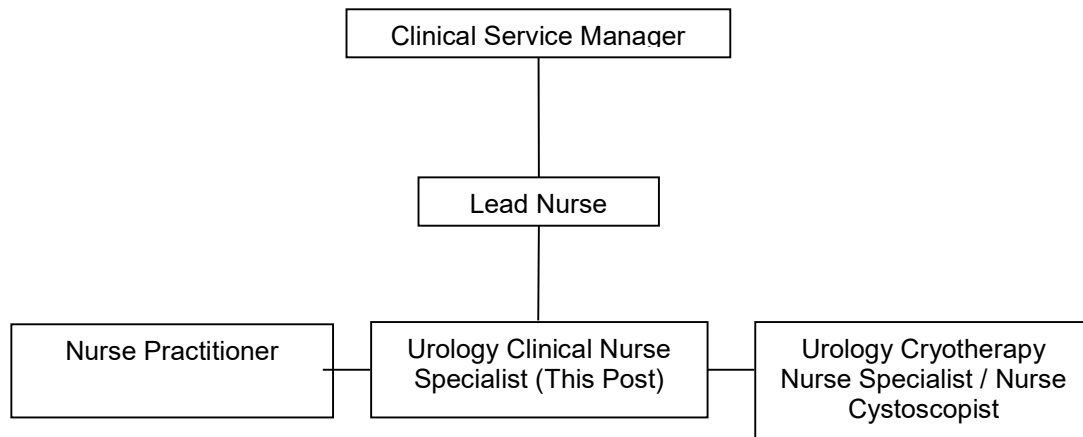 Clinical Service Manager
Lead Nurse
Nurse Practitioner
Urology Clinical Nurse
Specialist (This Post)
Urology Cryotherapy
Nurse Specialist / Nurse
Cystoscopist